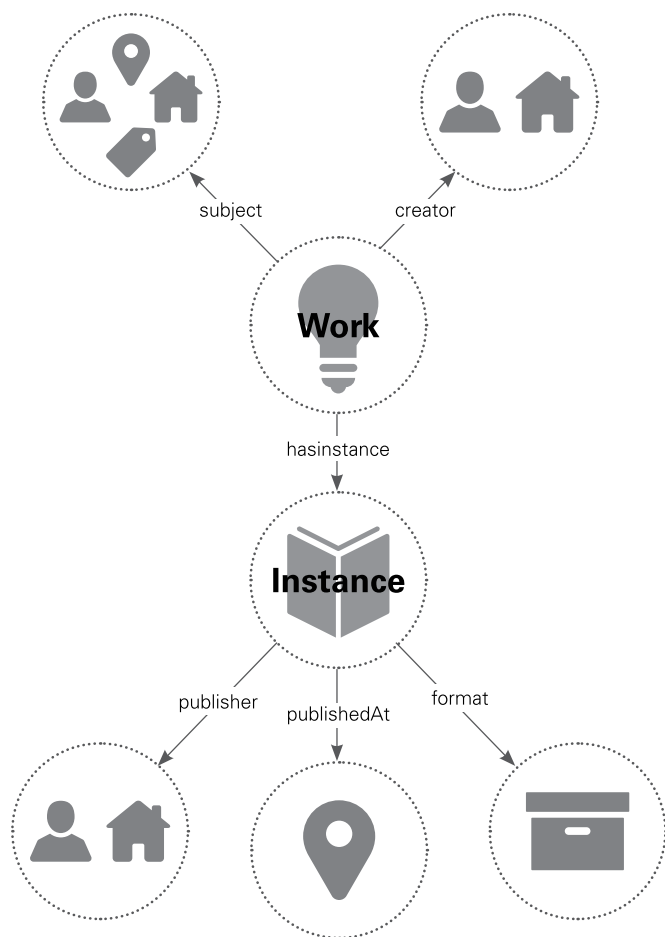 subject
creator
Work
hasinstance
Instance
publisher
publishedAt
format